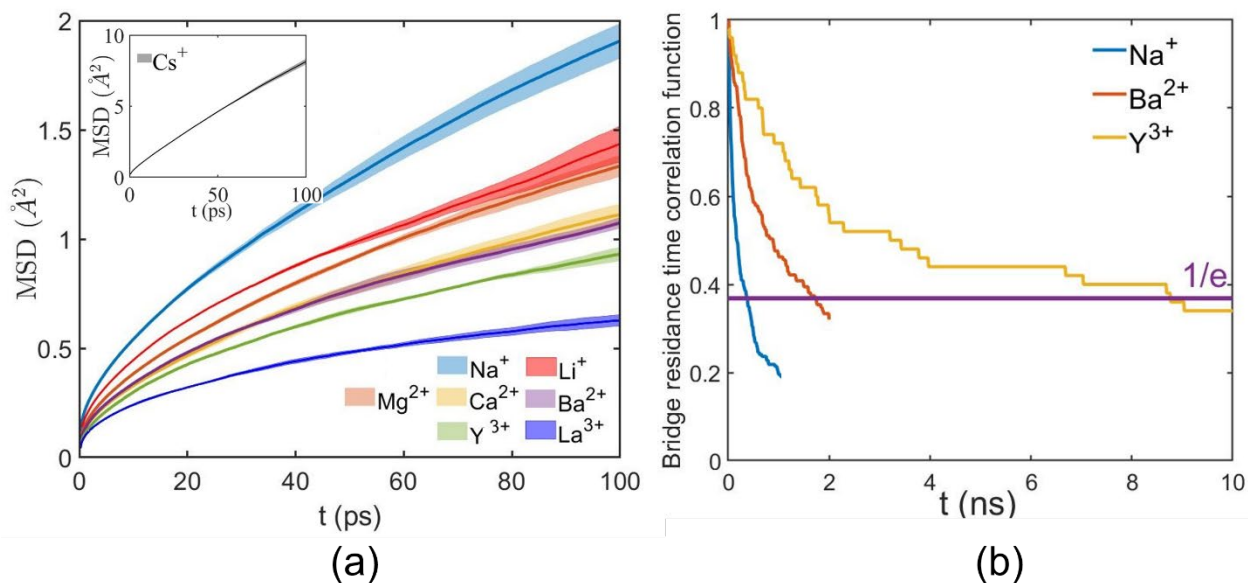 2
1.5
1
0.5
0
MSD (Å²)
0 20 40 60 80 100
t (ps)
10
5
0
MSD (Å²)
Cs⁺
0 50 100
t (ps)
Na⁺ Li⁺
Mg²⁺ Ca²⁺ Ba²⁺
Y³⁺ La³⁺
(a)
1
0.8
0.6
0.4
0.2
0
Bridge residance time correlation function
Na⁺
Ba²⁺
Y³⁺
1/e
0 2 4 6 8 10
t (ns)
(b)